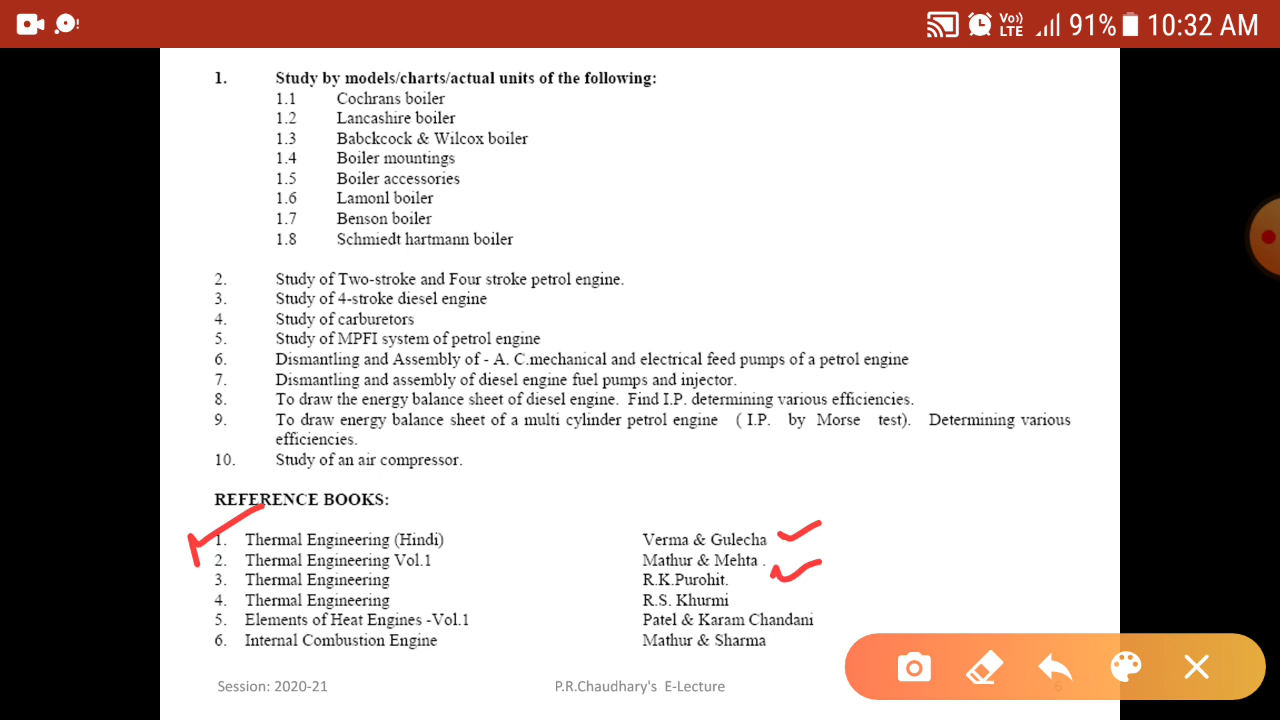 Vo))
LTE
91%
10:32 AM
1. Study by models/charts/actual units of the following:
1.1 Cochrans boiler
1.2 Lancashire boiler
1.3 Babckcock & Wilcox boiler
1.4 Boiler mountings
1.5 Boiler accessories
1.6 Lamonl boiler
1.7 Benson boiler
1.8 Schmiedt hartmann boiler
2. Study of Two-stroke and Four stroke petrol engine.
3. Study of 4-stroke diesel engine
4. Study of carburetors
5. Study of MPFI system of petrol engine
6. Dismantling and Assembly of - A. C.mechanical and electrical feed pumps of a petrol engine
7. Dismantling and assembly of diesel engine fuel pumps and injector.
8. To draw the energy balance sheet of diesel engine. Find I.P. determining various efficiencies.
9. To draw energy balance sheet of a multi cylinder petrol engine ( I.P. by Morse test). Determining various
efficiencies.
10. Study of an air compressor.
REFERENCE BOOKS:
1. Thermal Engineering (Hindi) Verma & Gulecha
2. Thermal Engineering Vol.1 Mathur & Mehta .
3. Thermal Engineering R.K.Purohit.
4. Thermal Engineering R.S. Khurmi
5. Elements of Heat Engines -Vol.1 Patel & Karam Chandani
6. Internal Combustion Engine Mathur & Sharma
Session: 2020-21 P.R.Chaudhary's E-Lecture